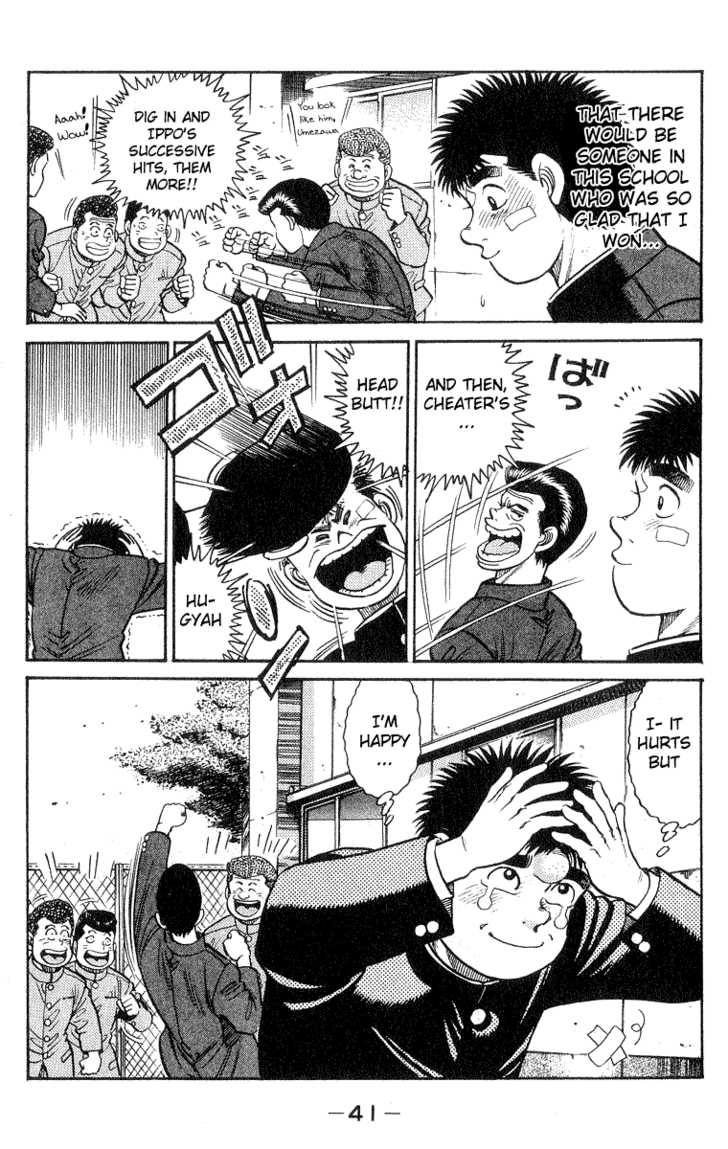 THAT THERE
WOULD BE
SOMEONE IN
THIS SCHOOL
WHO WAS SO
GLAD THAT I
WON...
You look
like him,
Umezawa
DIG IN AND
IPPO'S
SUCCESSIVE
HITS, THEM
MORE!!
Aaah!
Wow!
ばっ
AND THEN,
CHEATER'S
...
HEAD
BUTT!!
ゴォ
HU-
GYAH
I- IT
HURTS
BUT
I'M
HAPPY
...
-41-